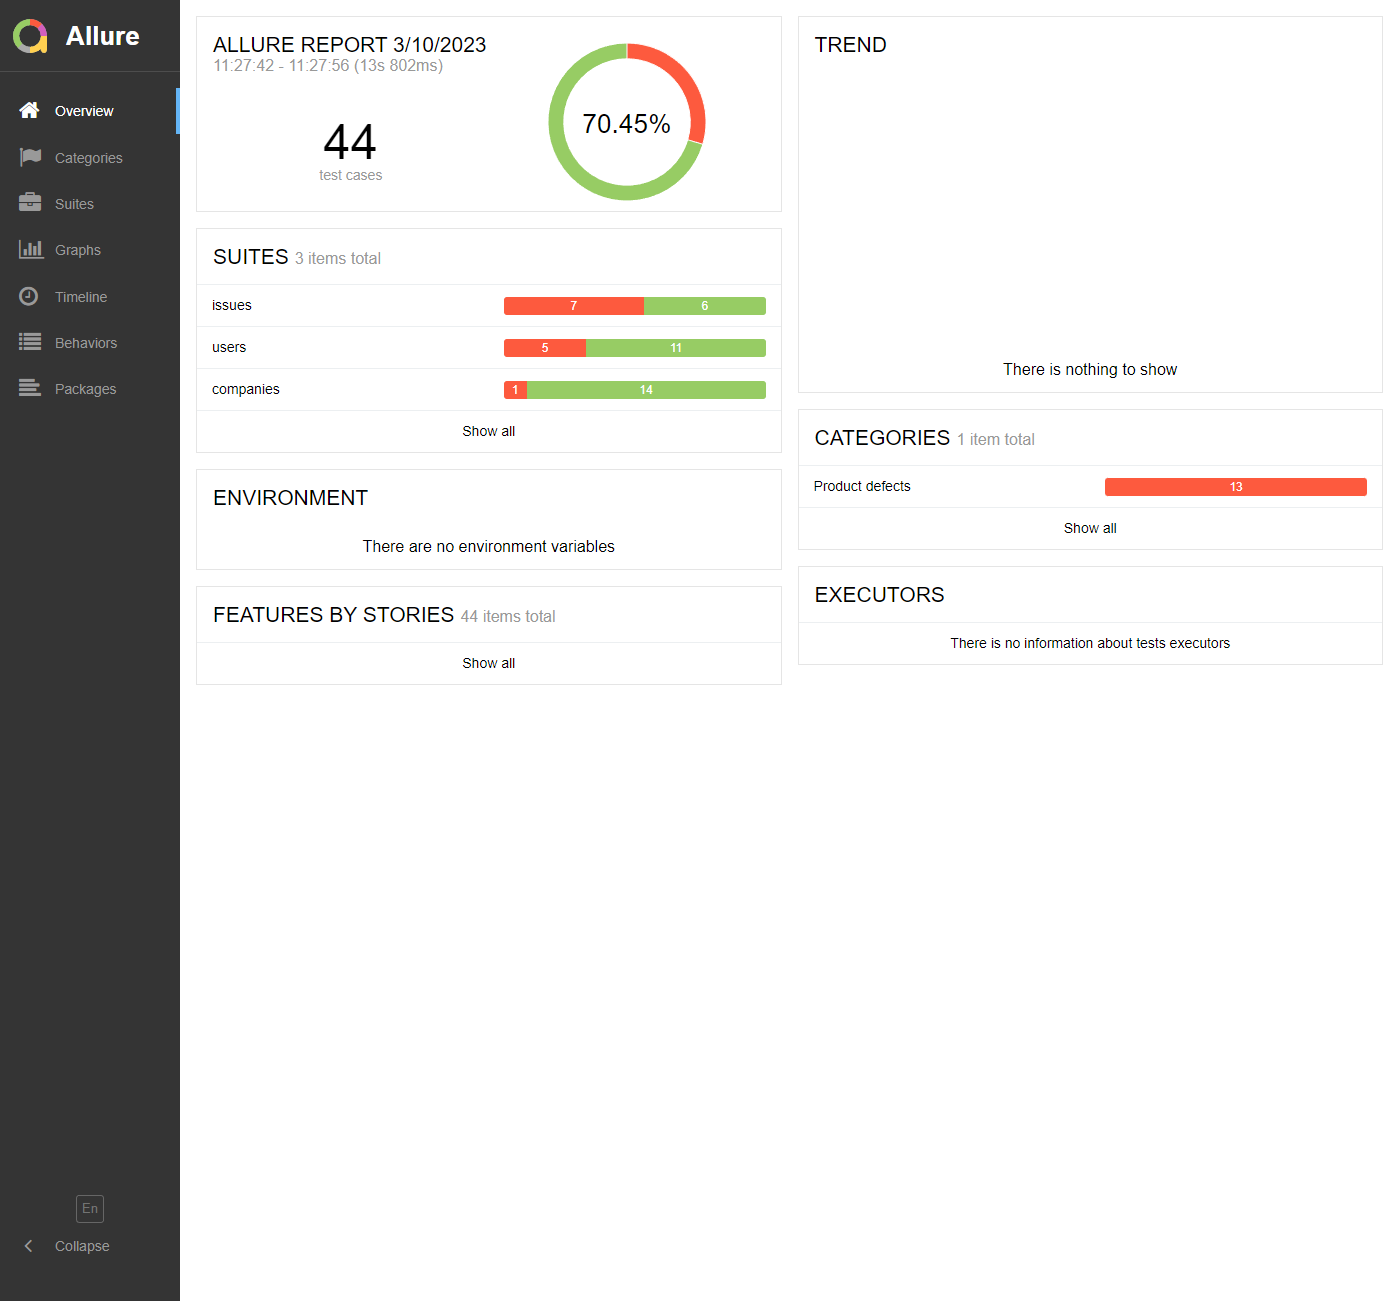 Allure
Overview
Categories
Suites
Graphs
Timeline
Behaviors
Packages
En
Collapse
ALLURE REPORT 3/10/2023
11:27:42 - 11:27:56 (13s 802ms)
44
test cases
70.45%
SUITES 3 items total
issues 7 6
users 5 11
companies 1 14
Show all
ENVIRONMENT
There are no environment variables
FEATURES BY STORIES 44 items total
Show all
TREND
There is nothing to show
CATEGORIES 1 item total
Product defects 13
Show all
EXECUTORS
There is no information about tests executors